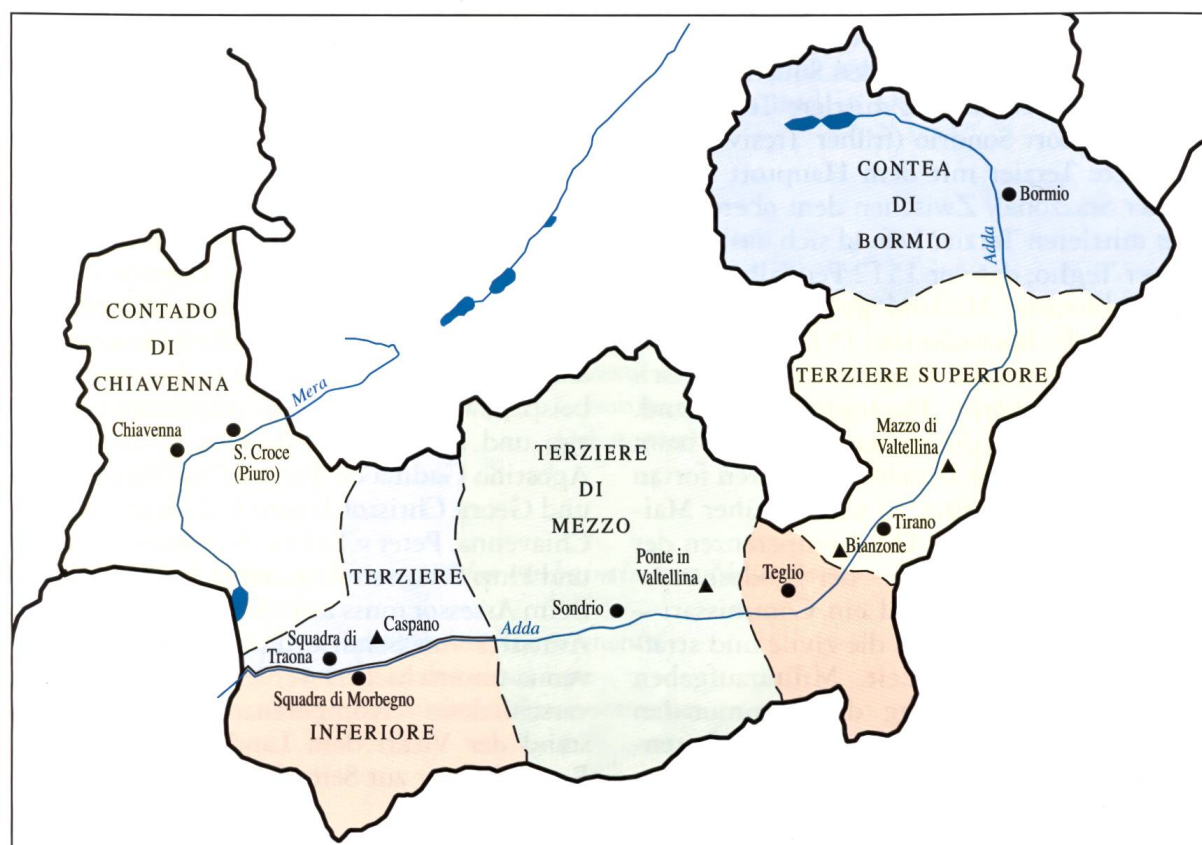 CONTEA
DI
BORMIO
Bormio
Adda
CONTADO
DI
CHIAVENNA
Mera
Chiavenna
S. Croce
(Piuro)
TERZIERE SUPERIORE
Mazzo di
Valtellina
Tirano
Bianzone
TERZIERE
DI
MEZZO
Ponte in
Valtellina
Teglio
Sondrio
Adda
TERZIERE
Caspano
Squadra di
Traona
Squadra di Morbegno
INFERIORE